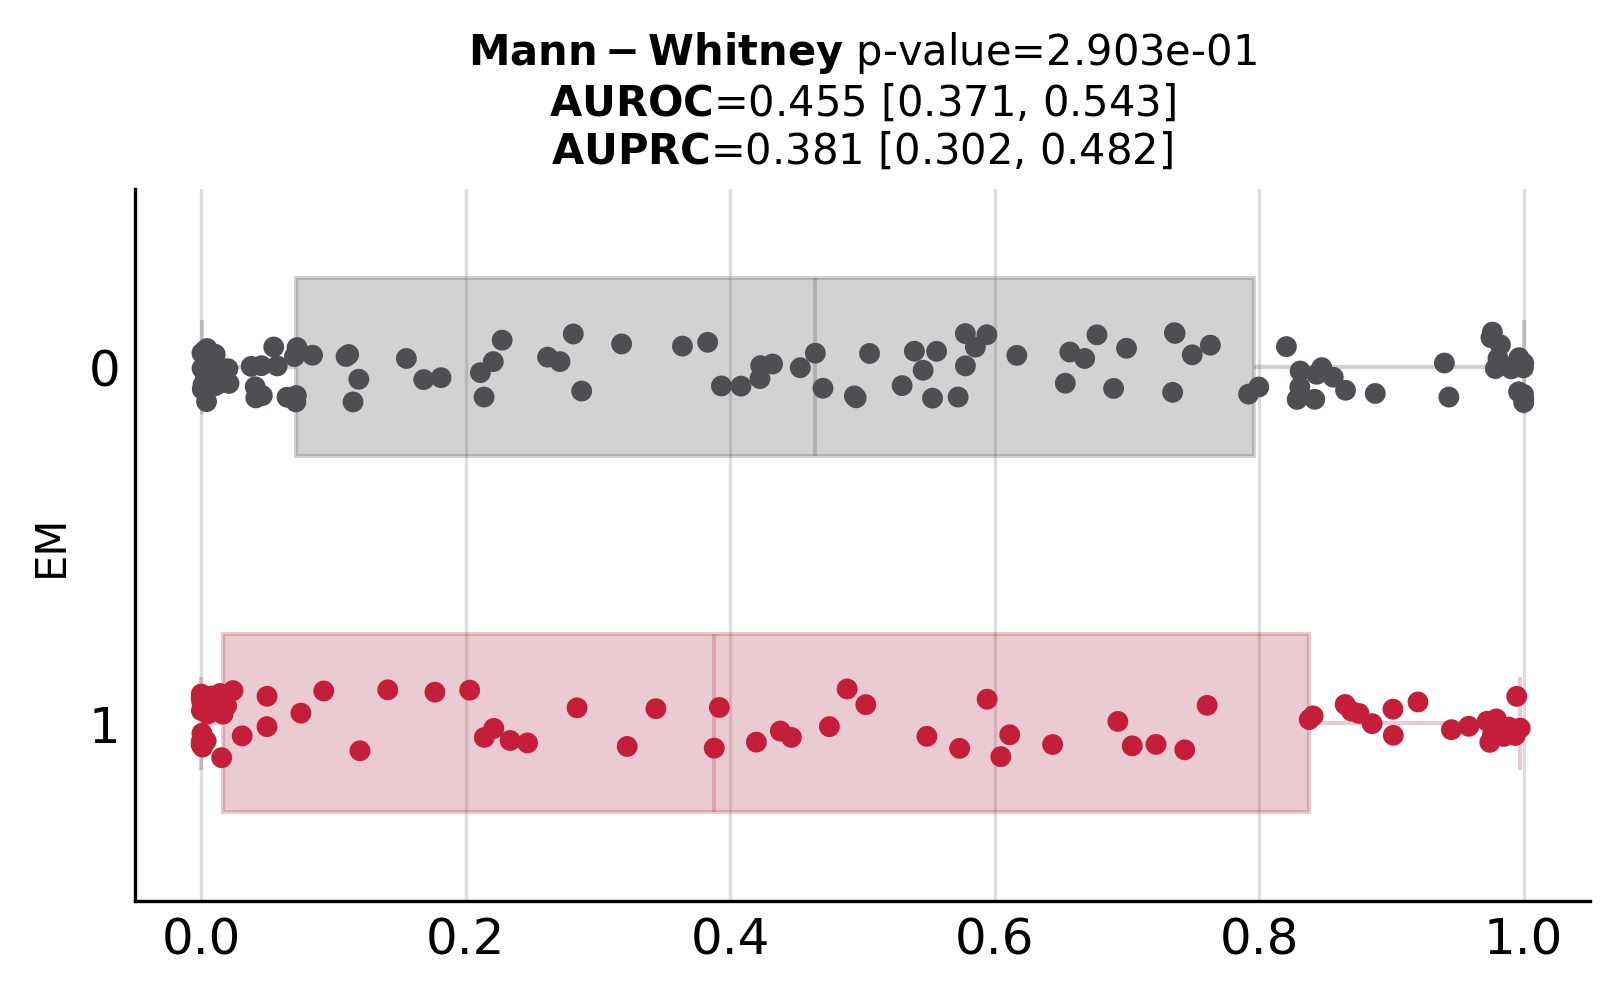 Mann−Whitney p-value=2.903e-01
AUROC=0.455 [0.371, 0.543]
AUPRC=0.381 [0.302, 0.482]
0
EM
1
0.0 0.2 0.4 0.6 0.8 1.0